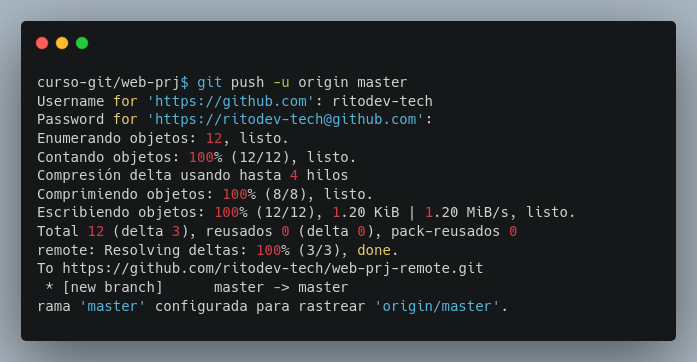 curso-git/web-prj$ git push -u origin master
Username for 'https://github.com': ritodev-tech
Password for 'https://ritodev-tech@github.com':
Enumerando objetos: 12, listo.
Contando objetos: 100% (12/12), listo.
Compresión delta usando hasta 4 hilos
Comprimiendo objetos: 100% (8/8), listo.
Escribiendo objetos: 100% (12/12), 1.20 KiB | 1.20 MiB/s, listo.
Total 12 (delta 3), reusados 0 (delta 0), pack-reusados 0
remote: Resolving deltas: 100% (3/3), done.
To https://github.com/ritodev-tech/web-prj-remote.git
 * [new branch]      master -> master
rama 'master' configurada para rastrear 'origin/master'.